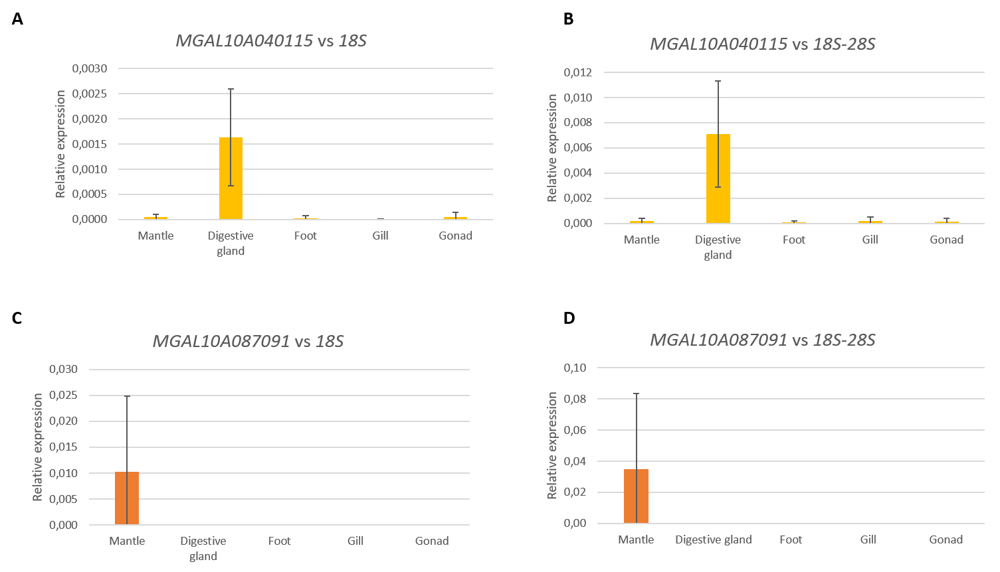 A
MGAL10A040115 vs 18S
Relative expression
0,0030
0,0025
0,0020
0,0015
0,0010
0,0005
0,0000
Mantle
Digestive
gland
Foot
Gill
Gonad
B
MGAL10A040115 vs 18S-28S
Relative expression
0,012
0,010
0,008
0,006
0,004
0,002
0,000
Mantle
Digestive
gland
Foot
Gill
Gonad
C
MGAL10A087091 vs 18S
Relative expression
0,030
0,025
0,020
0,015
0,010
0,005
0,000
Mantle
Digestive
gland
Foot
Gill
Gonad
D
MGAL10A087091 vs 18S-28S
Relative expression
0,10
0,08
0,06
0,04
0,02
0,00
Mantle
Digestive gland
Foot
Gill
Gonad